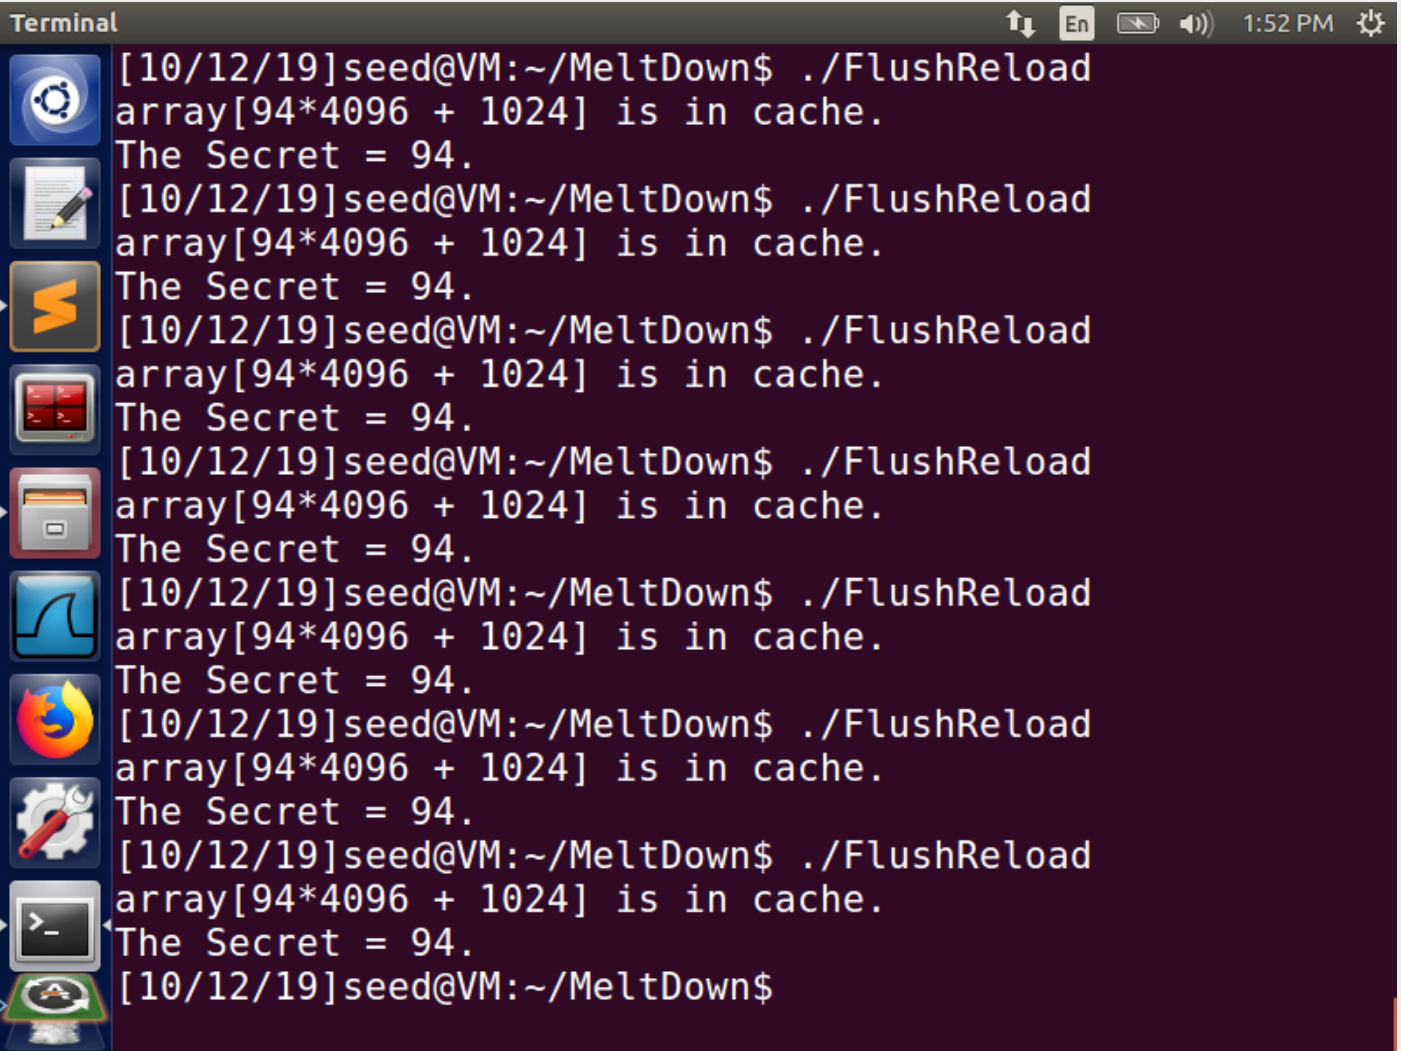 Terminal En 1:52 PM
[10/12/19]seed@VM:~/MeltDown$ ./FlushReload
array[94*4096 + 1024] is in cache.
The Secret = 94.
[10/12/19]seed@VM:~/MeltDown$ ./FlushReload
array[94*4096 + 1024] is in cache.
The Secret = 94.
[10/12/19]seed@VM:~/MeltDown$ ./FlushReload
array[94*4096 + 1024] is in cache.
The Secret = 94.
[10/12/19]seed@VM:~/MeltDown$ ./FlushReload
array[94*4096 + 1024] is in cache.
The Secret = 94.
[10/12/19]seed@VM:~/MeltDown$ ./FlushReload
array[94*4096 + 1024] is in cache.
The Secret = 94.
[10/12/19]seed@VM:~/MeltDown$ ./FlushReload
array[94*4096 + 1024] is in cache.
The Secret = 94.
[10/12/19]seed@VM:~/MeltDown$ ./FlushReload
array[94*4096 + 1024] is in cache.
The Secret = 94.
[10/12/19]seed@VM:~/MeltDown$